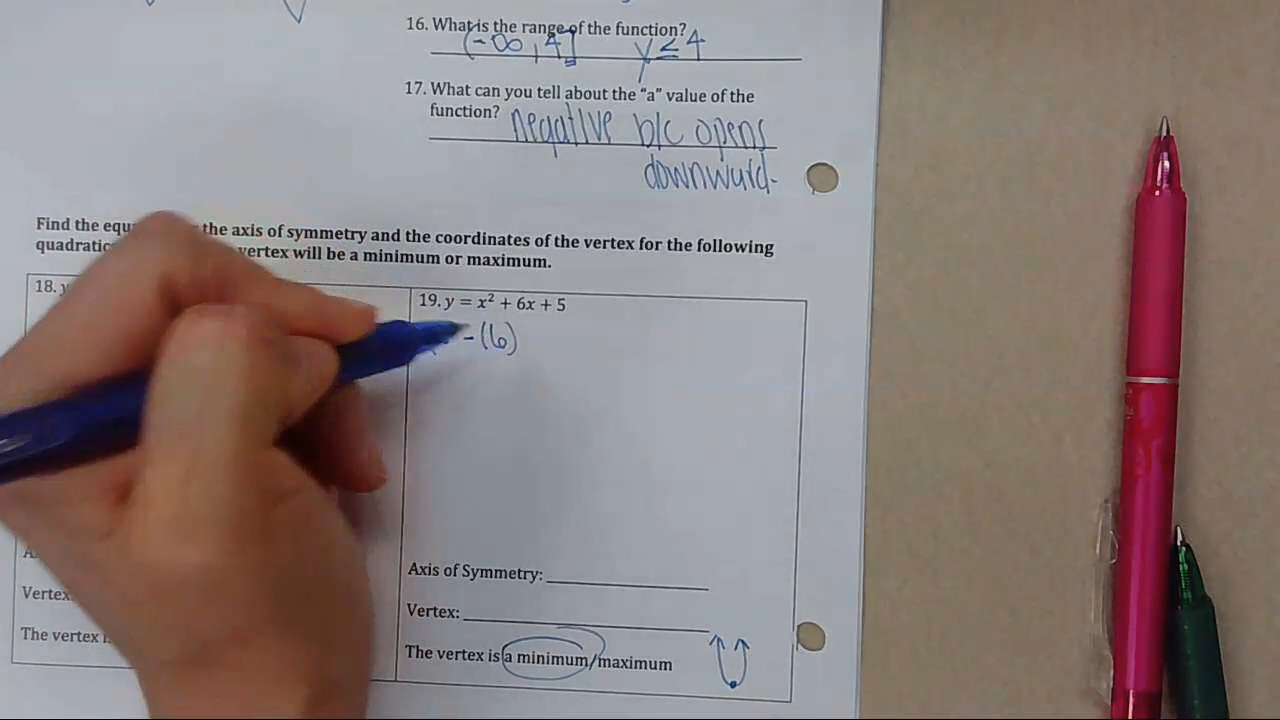 16. What is the range of the function?
(-∞, 4] y ≤ 4
17. What can you tell about the "a" value of the
function? negative b/c opens
downward.
Find the equ the axis of symmetry and the coordinates of the vertex for the following
quadratic vertex will be a minimum or maximum.
18. y
19. y = x² + 6x + 5
-(6)
Axis of Symmetry:
Vertex:
Vertex:
The vertex is a minimum/maximum
The vertex i